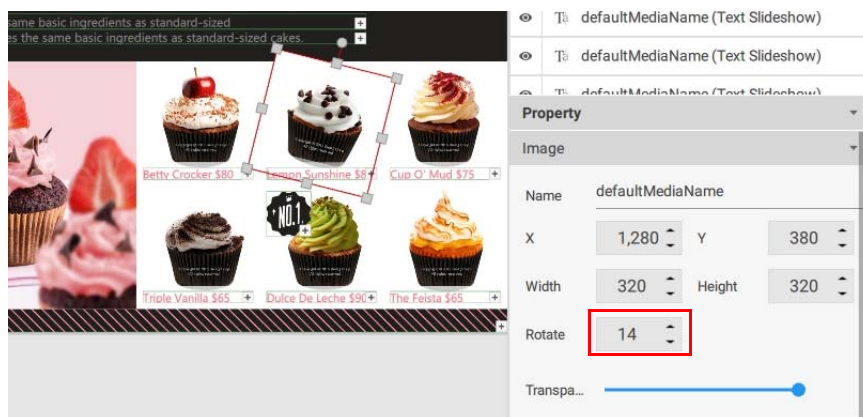 same basic ingredients as standard-sized
es the same basic ingredients as standard-sized cakes.
Betty Crocker $80
Lemon Sunshine $8
Cup O' Mud $75
NO.1
Triple Vanilla $65
Dulce De Leche $90
The Feista $65
defaultMediaName (Text Slideshow)
defaultMediaName (Text Slideshow)
defaultMediaName (Text Slideshow)
Property
Image
Name defaultMediaName
X 1,280 Y 380
Width 320 Height 320
Rotate 14
Transpa...